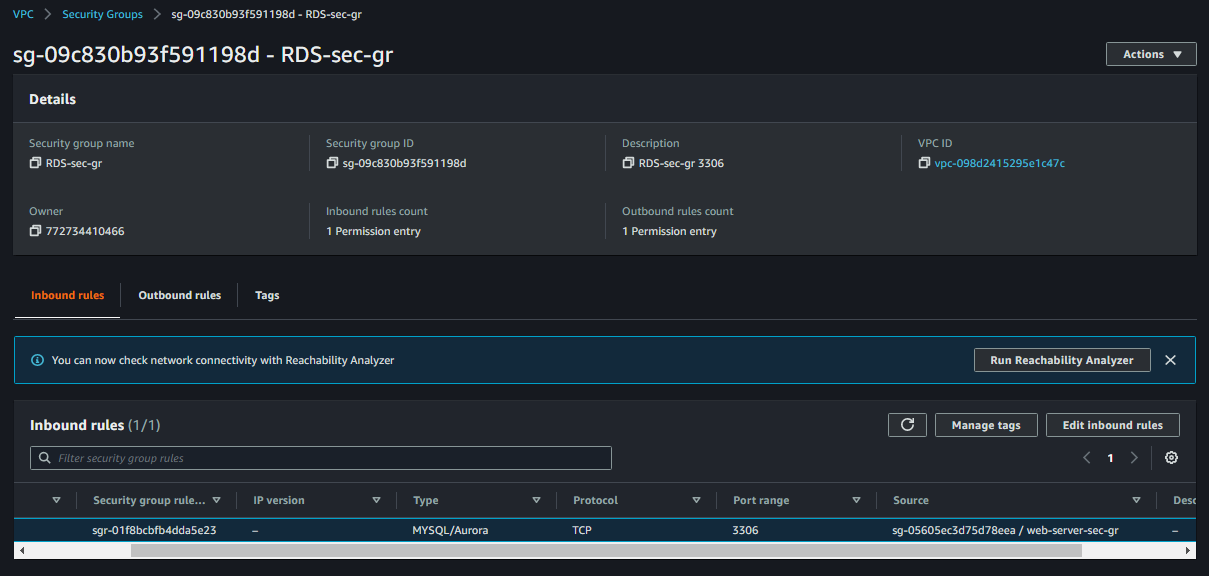 VPC > Security Groups > sg-09c830b93f591198d - RDS-sec-gr
sg-09c830b93f591198d - RDS-sec-gr
Actions
Details
Security group name
RDS-sec-gr
Security group ID
sg-09c830b93f591198d
Description
RDS-sec-gr 3306
VPC ID
vpc-098d2415295e1c47c
Owner
772734410466
Inbound rules count
1 Permission entry
Outbound rules count
1 Permission entry
Inbound rules
Outbound rules
Tags
You can now check network connectivity with Reachability Analyzer
Run Reachability Analyzer
Inbound rules (1/1)
Manage tags
Edit inbound rules
Filter security group rules
1
Security group rule... IP version Type Protocol Port range Source Desc
sgr-01f8bcbfb4dda5e23 – MYSQL/Aurora TCP 3306 sg-05605ec3d75d78eea / web-server-sec-gr –